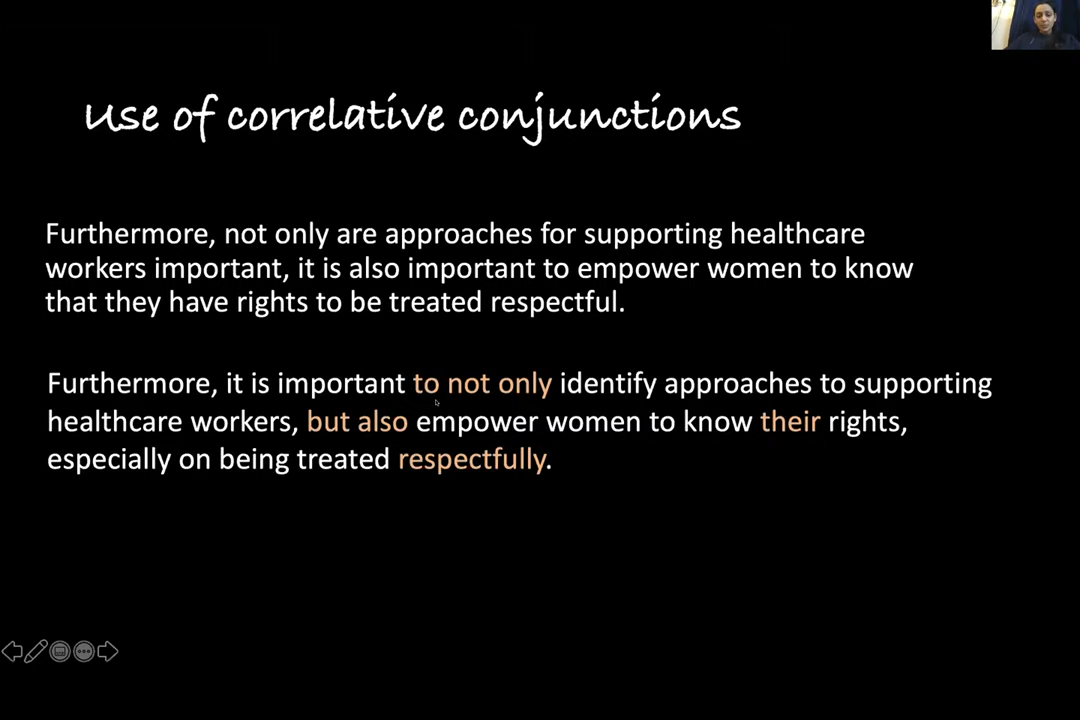 Use of correlative conjunctions
Furthermore, not only are approaches for supporting healthcare
workers important, it is also important to empower women to know
that they have rights to be treated respectful.
Furthermore, it is important to not only identify approaches to supporting
healthcare workers, but also empower women to know their rights,
especially on being treated respectfully.